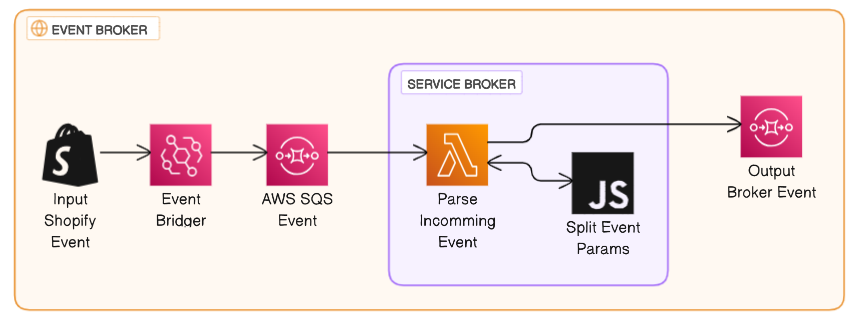 EVENT BROKER
SERVICE BROKER
Input
Shopify
Event
Event
Bridger
AWS SQS
Event
Parse
Incomming
Event
JS
Split Event
Params
Output
Broker Event